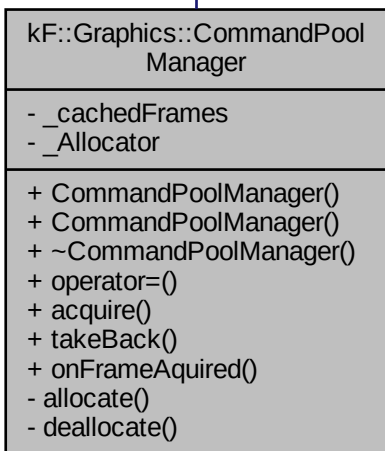 kF::Graphics::CommandPool
Manager
- _cachedFrames
- _Allocator
+ CommandPoolManager()
+ CommandPoolManager()
+ ~CommandPoolManager()
+ operator=()
+ acquire()
+ takeBack()
+ onFrameAquired()
- allocate()
- deallocate()